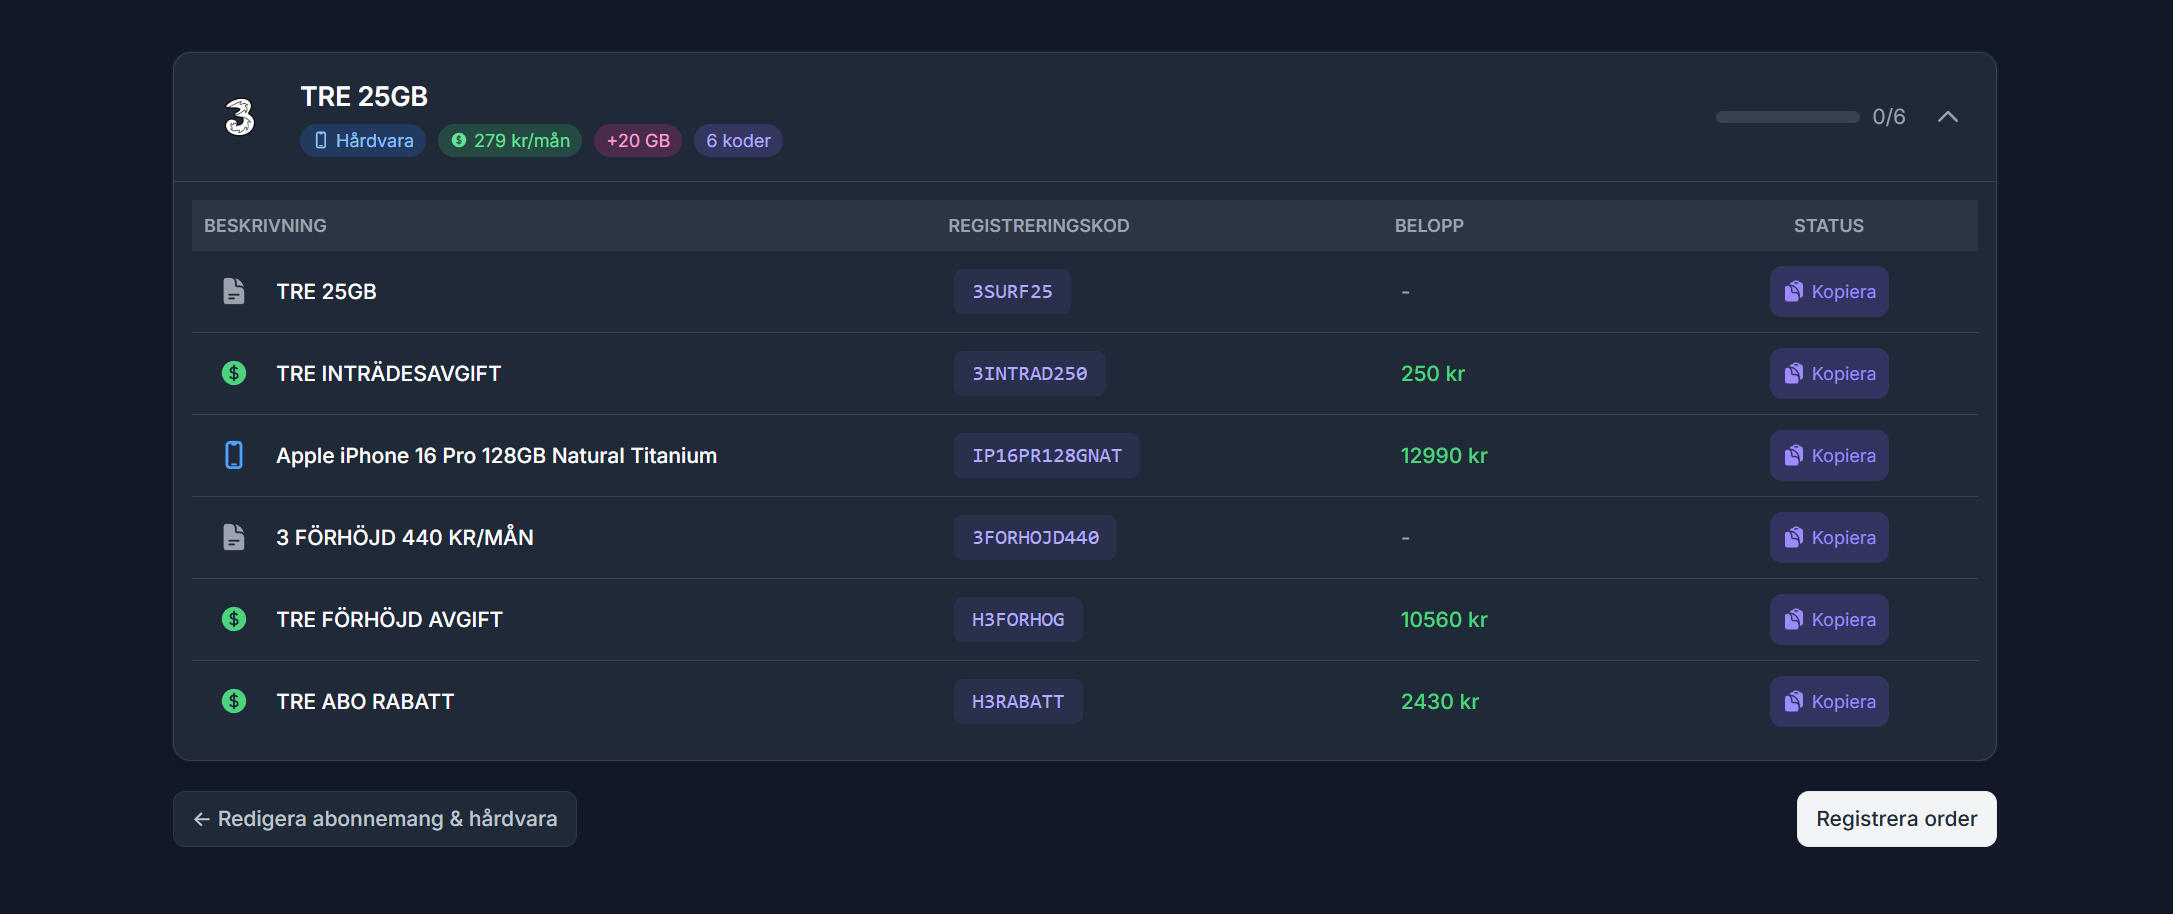 3
TRE 25GB
Hårdvara 279 kr/mån +20 GB 6 koder
0/6
BESKRIVNING REGISTRERINGSKOD BELOPP STATUS
TRE 25GB 3SURF25 - Kopiera
TRE INTRÄDESAVGIFT 3INTRAD250 250 kr Kopiera
Apple iPhone 16 Pro 128GB Natural Titanium IP16PR128GNAT 12990 kr Kopiera
3 FÖRHÖJD 440 KR/MÅN 3FORHOJD440 - Kopiera
TRE FÖRHÖJD AVGIFT H3FORHOG 10560 kr Kopiera
TRE ABO RABATT H3RABATT 2430 kr Kopiera
← Redigera abonnemang & hårdvara Registrera order